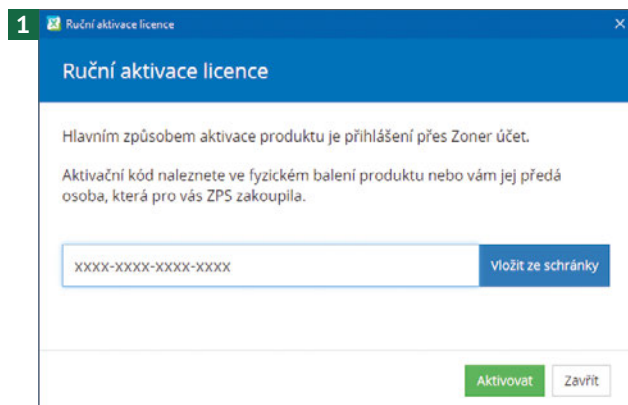 1
Ruční aktivace licence
Ruční aktivace licence
Hlavním způsobem aktivace produktu je přihlášení přes Zoner účet.
Aktivační kód naleznete ve fyzickém balení produktu nebo vám jej předá
osoba, která pro vás ZPS zakoupila.
xxxx-xxxx-xxxx-xxxx
Vložit ze schránky
Aktivovat Zavřít